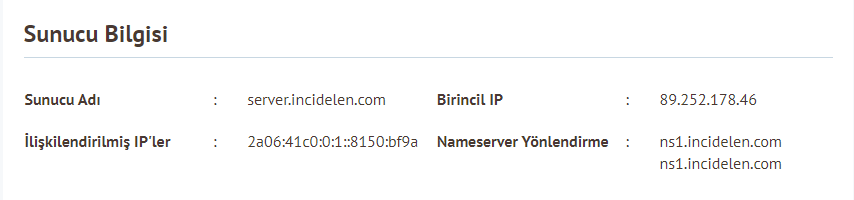 Sunucu Bilgisi
Sunucu Adı : server.incidelen.com Birincil IP : 89.252.178.46
İlişkilendirilmiş IP'ler : 2a06:41c0:0:1::8150:bf9a Nameserver Yönlendirme : ns1.incidelen.com
ns1.incidelen.com